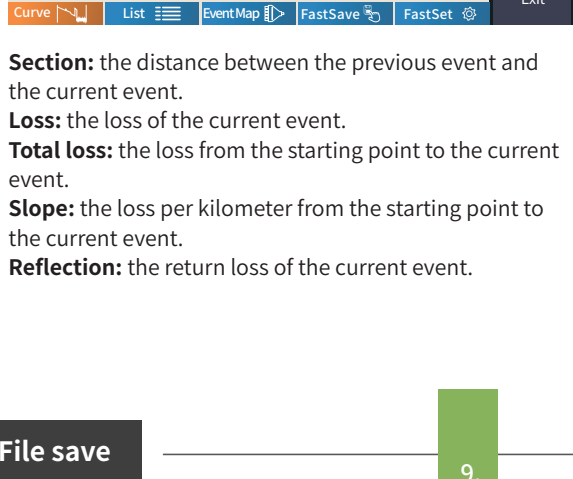 Exit
Curve List EventMap FastSave FastSet
Section: the distance between the previous event and
the current event.
Loss: the loss of the current event.
Total loss: the loss from the starting point to the current
event.
Slope: the loss per kilometer from the starting point to
the current event.
Reflection: the return loss of the current event.
File save
9.